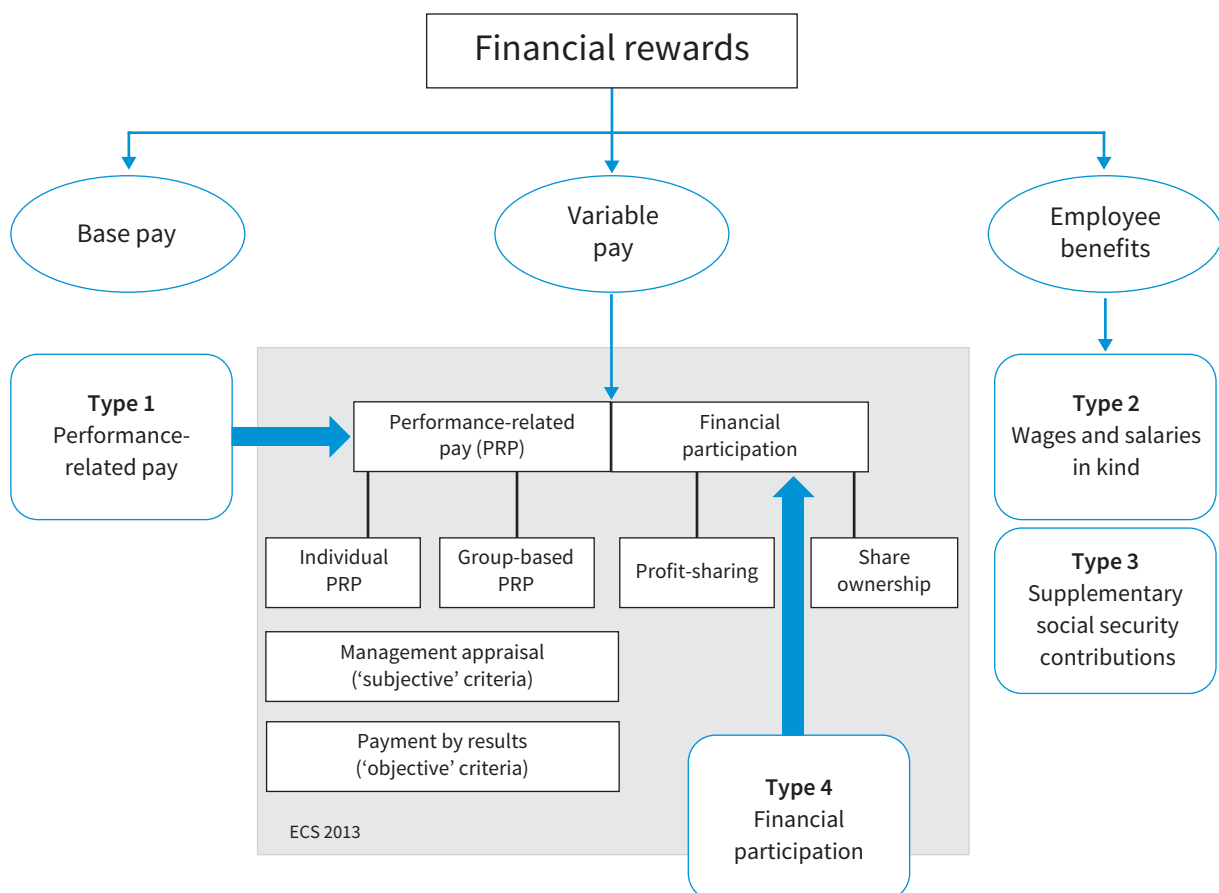 Financial rewards
Base pay
Variable
pay
Employee
benefits
Type 1
Performance-
related pay
Performance-related
pay (PRP)
Financial
participation
Type 2
Wages and salaries
in kind
Individual
PRP
Group-based
PRP
Profit-sharing
Share
ownership
Type 3
Supplementary
social security
contributions
Management appraisal
(‘subjective’ criteria)
Payment by results
(‘objective’ criteria)
Type 4
Financial
participation
ECS 2013